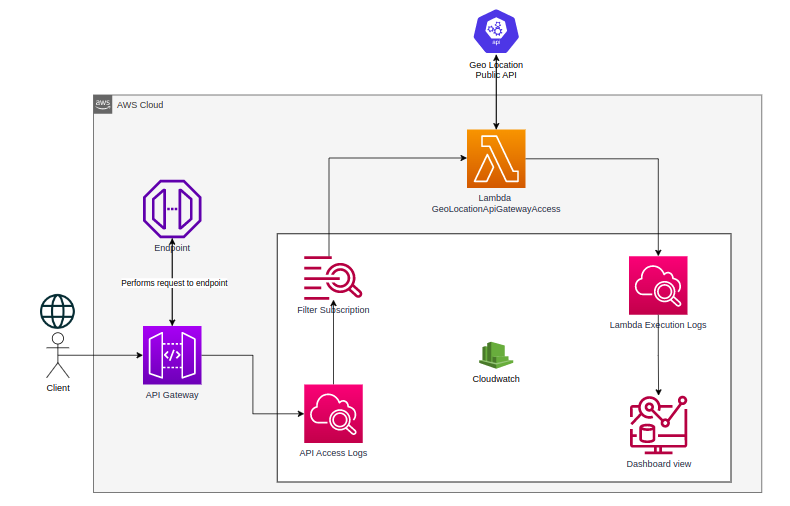 api
Geo Location
Public API
aws
AWS Cloud
Lambda
GeoLocationApiGatewayAccess
Endpoint
Performs request to endpoint
Filter Subscription
Lambda Execution Logs
Client
API Gateway
Cloudwatch
API Access Logs
Dashboard view